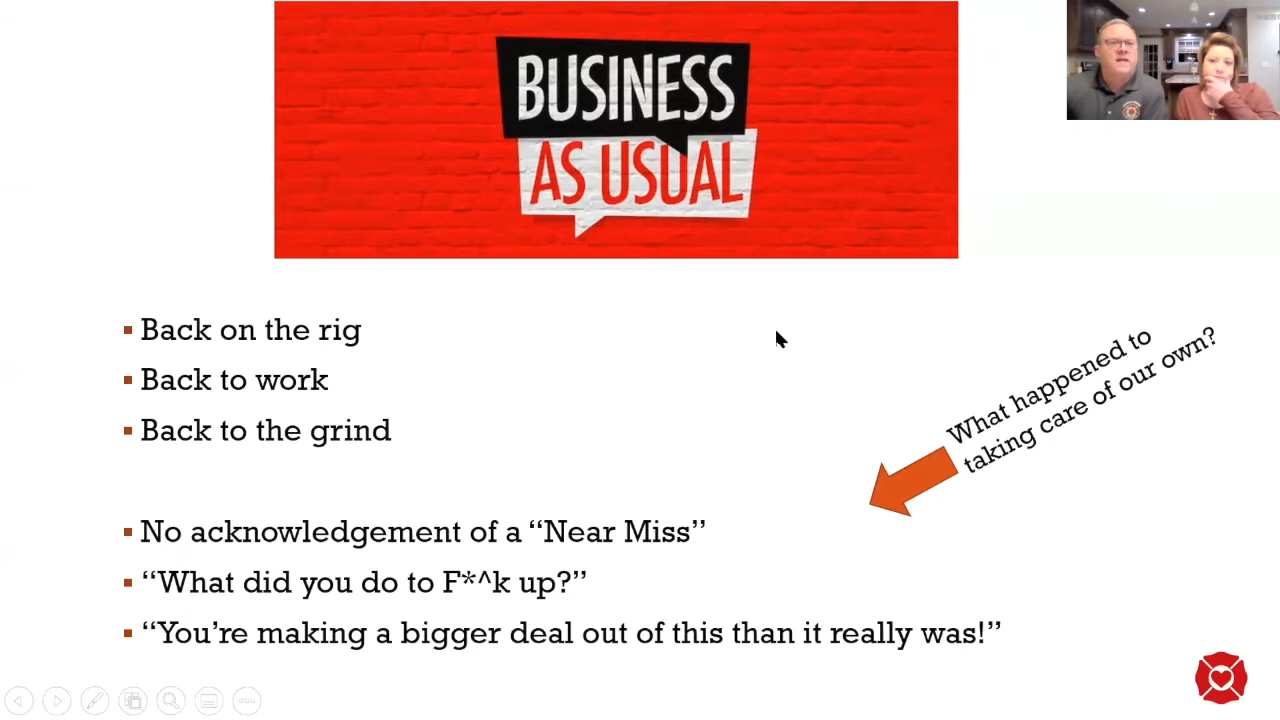 BUSINESS
AS USUAL
Back on the rig
Back to work
Back to the grind
What happened to
taking care of our own?
No acknowledgement of a “Near Miss”
“What did you do to F*^k up?”
“You’re making a bigger deal out of this than it really was!”